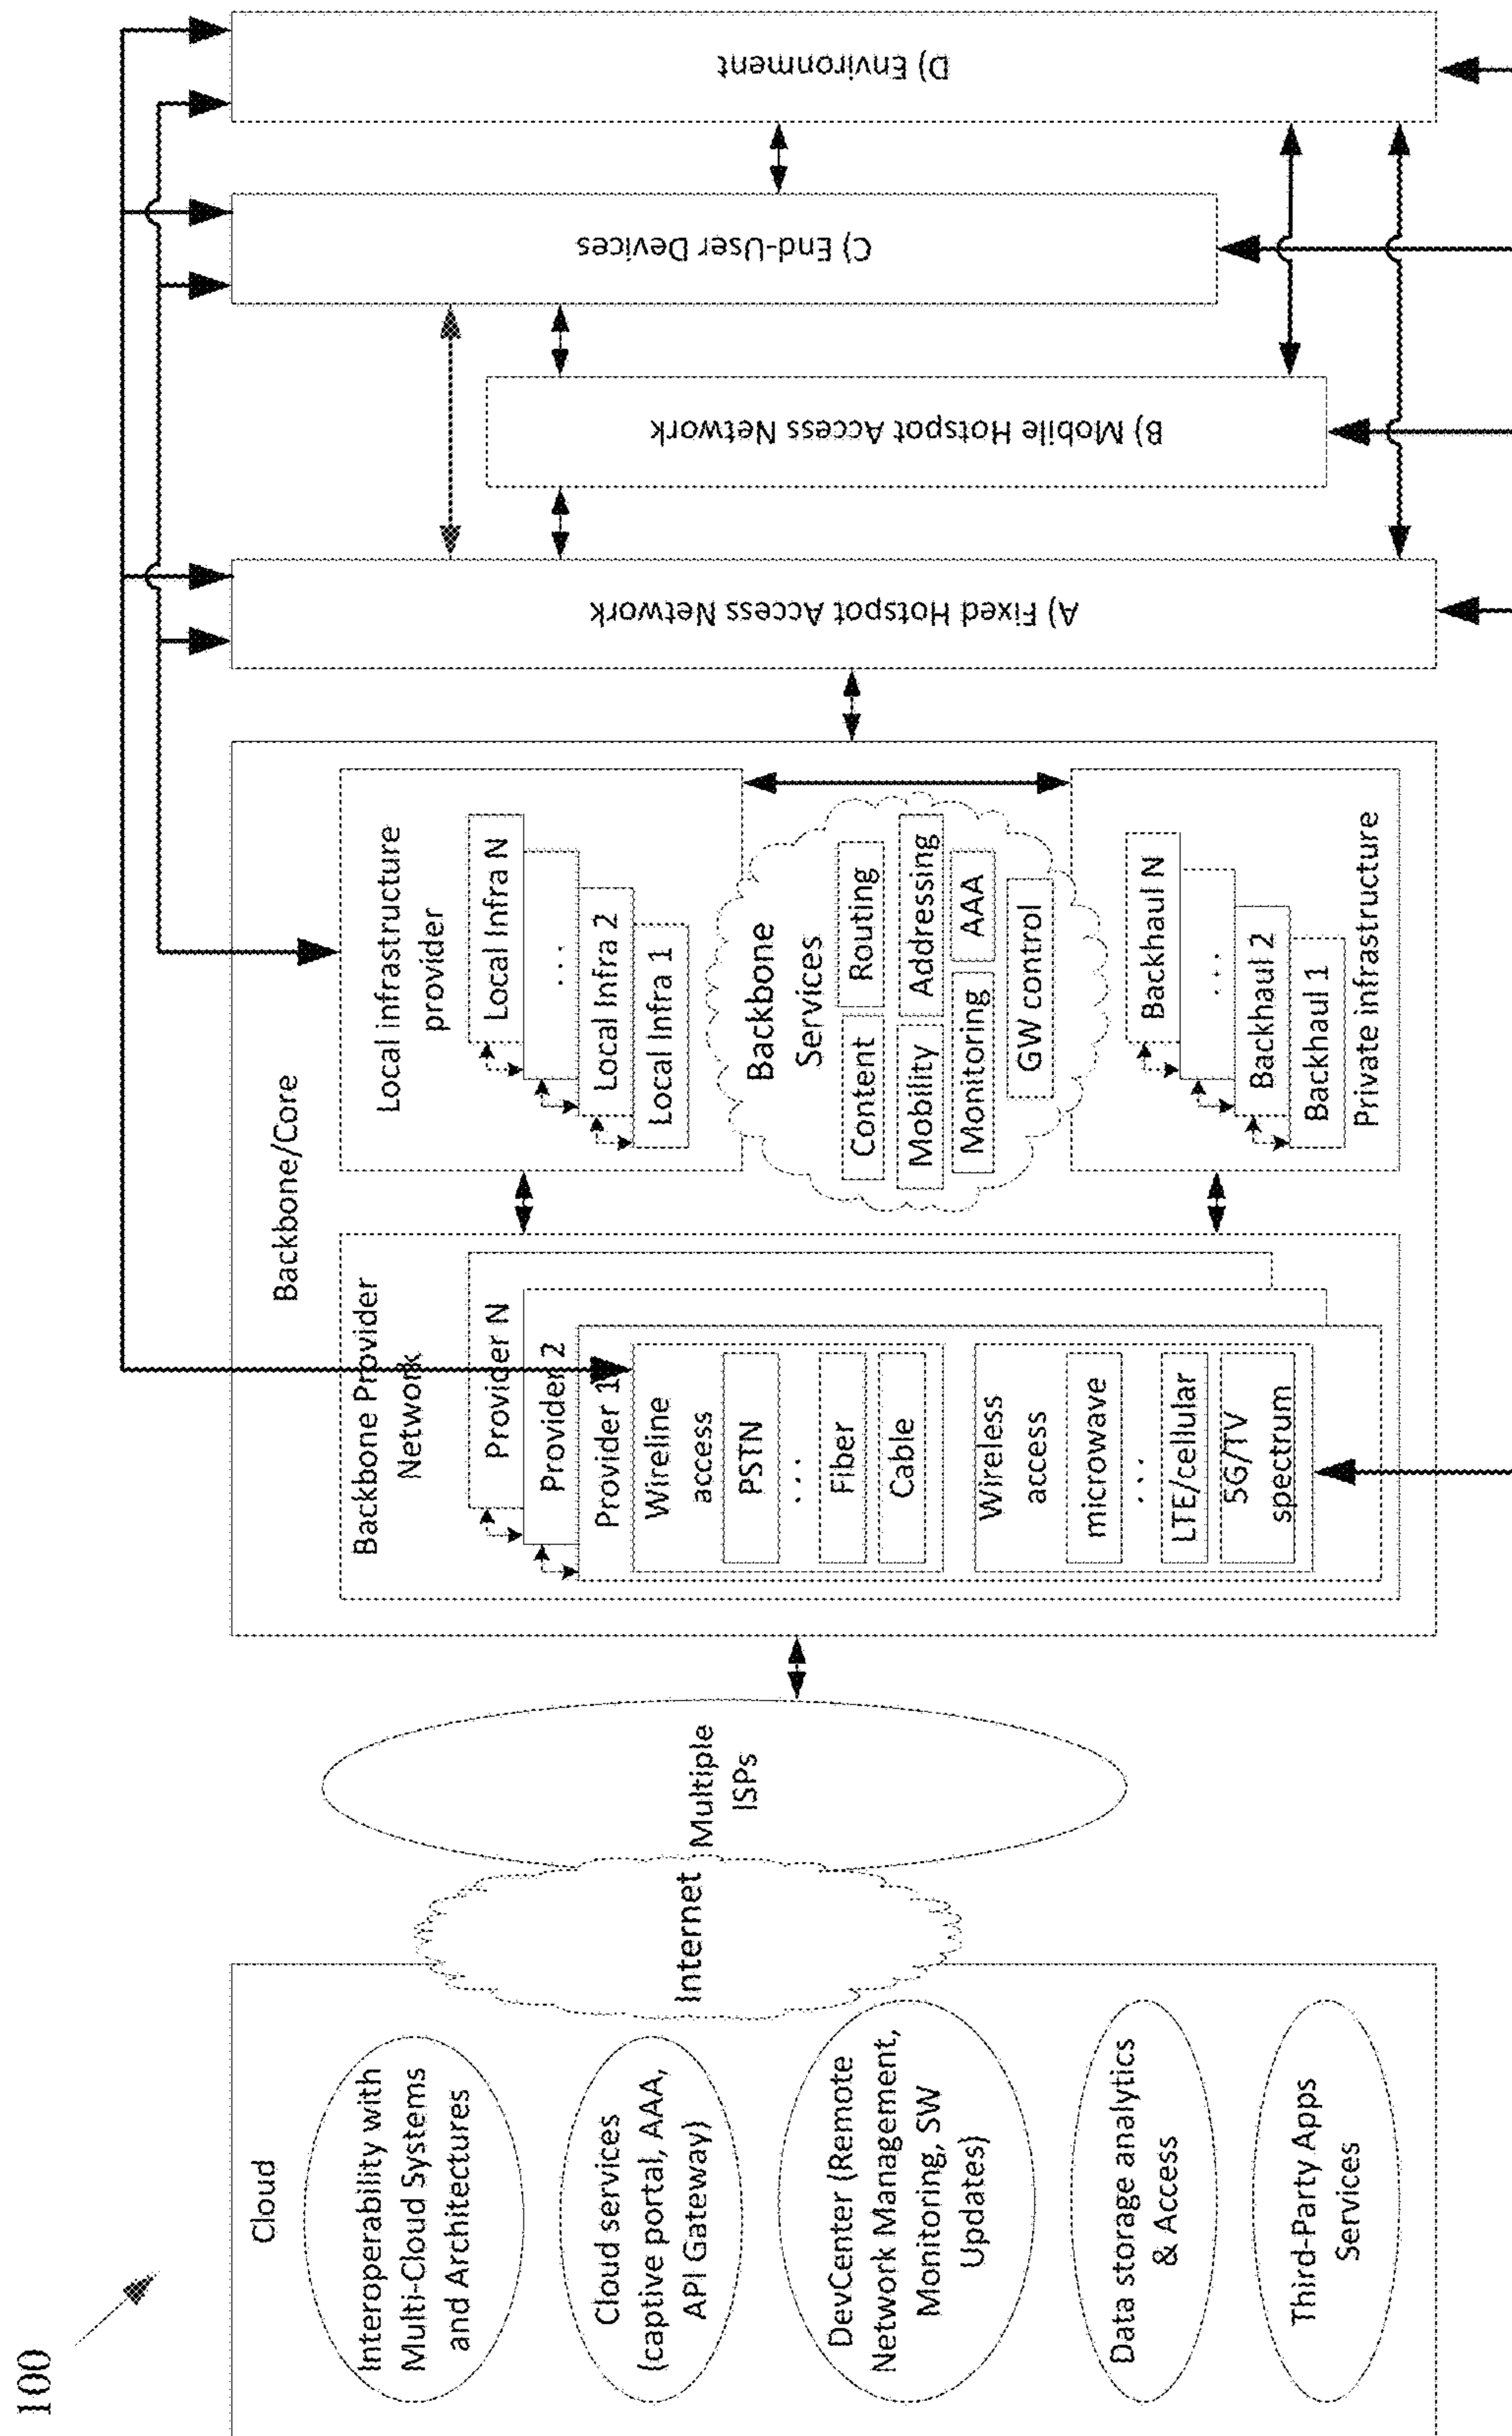 100
Cloud
Interoperability with
Multi-Cloud Systems
and Architectures
Cloud services
(captive portal, AAA,
API Gateway)
DevCenter (Remote
Network Management,
Monitoring, SW
Updates)
Data storage analytics
& Access
Third-Party Apps
Services
Internet
Multiple
ISPs
Backbone/Core
Backbone Provider
Network
Provider N
Provider 2
Provider 1
Wireline
access
PSTN
...
Fiber
Cable
Wireless
access
microwave
...
LTE/cellular
5G/TV
spectrum
Local infrastructure
provider
Local Infra N
...
Local Infra 2
Local Infra 1
Backbone
Services
Content
Routing
Mobility
Addressing
Monitoring
AAA
GW control
Backhaul N
...
Backhaul 2
Backhaul 1
Private infrastructure
A) Fixed Hotspot Access Network
B) Mobile Hotspot Access Network
C) End-User Devices
D) Environment